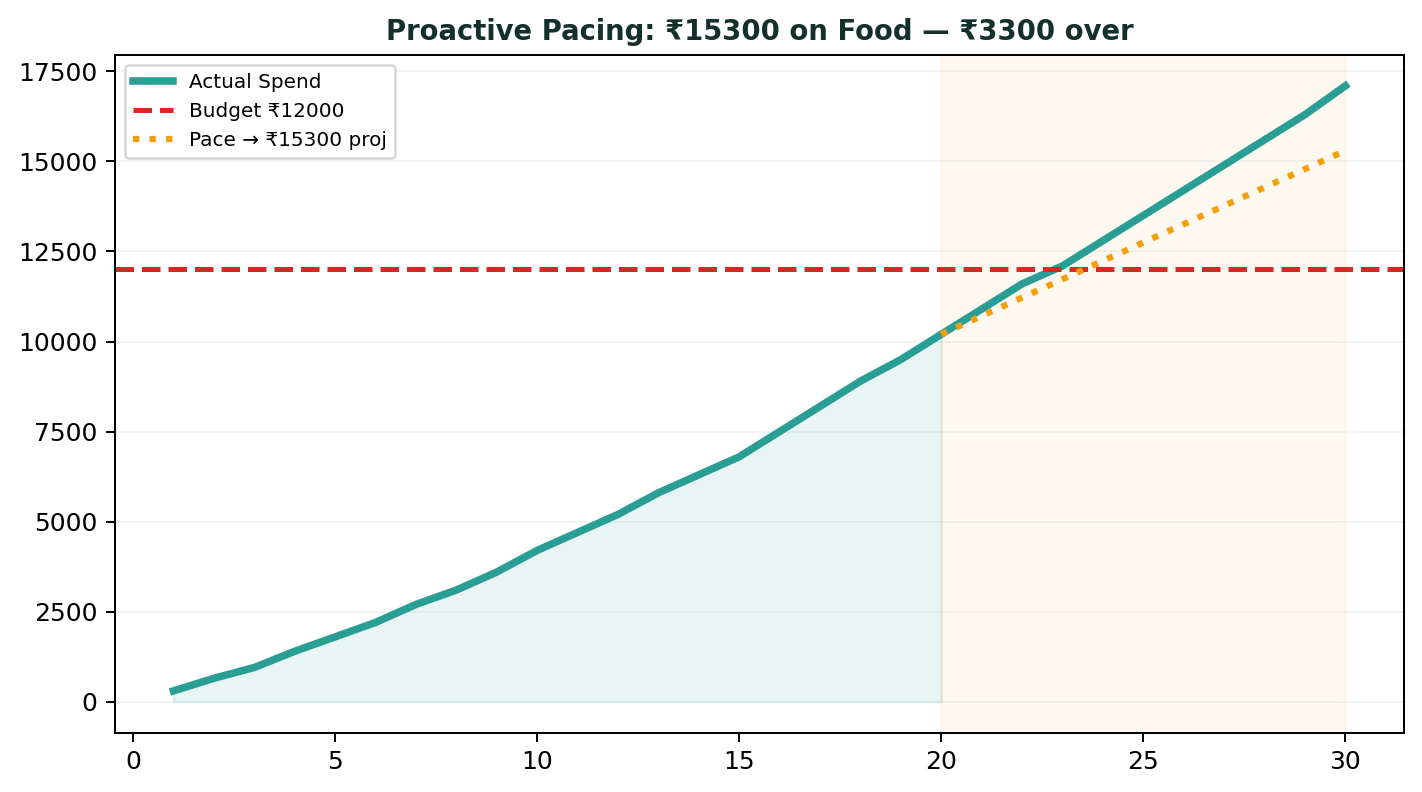 Proactive Pacing: ₹15300 on Food — ₹3300 over
Actual Spend
Budget ₹12000
Pace → ₹15300 proj
17500
15000
12500
10000
7500
5000
2500
0
0 5 10 15 20 25 30